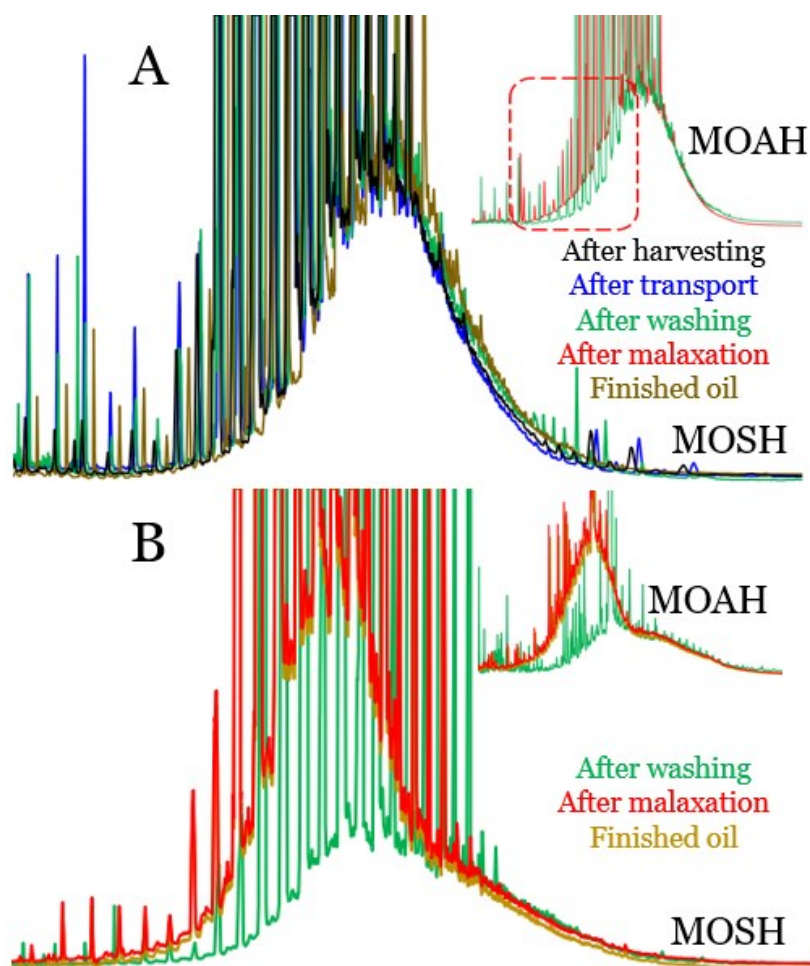 A
MOAH
After harvesting
After transport
After washing
After malaxation
Finished oil
MOSH
B
MOAH
After washing
After malaxation
Finished oil
MOSH